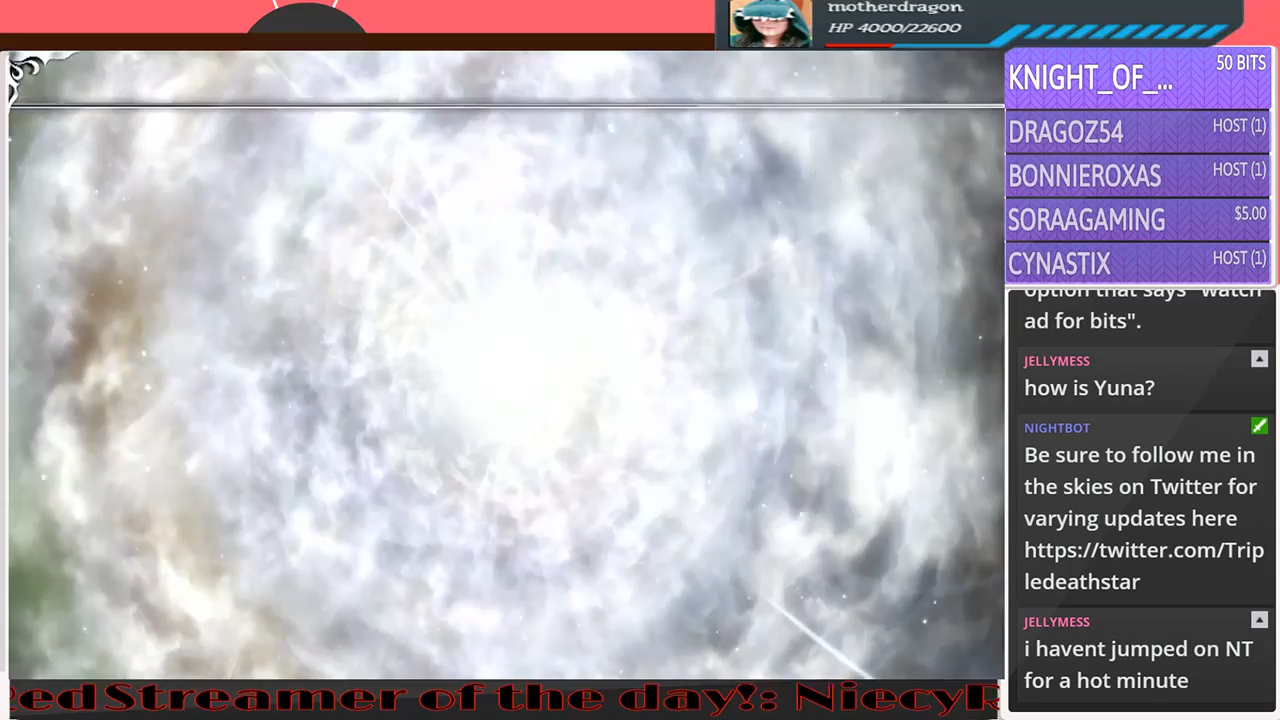 motherdragon
HP 4000/22600
KNIGHT_OF_... 50 BITS
DRAGOZ54 HOST (1)
BONNIEROXAS HOST (1)
SORAAGAMING $5.00
CYNASTIX HOST (1)
option that says "watch
ad for bits".
JELLYMESS
how is Yuna?
NIGHTBOT
Be sure to follow me in
the skies on Twitter for
varying updates here
https://twitter.com/Trip
ledeathstar
JELLYMESS
i havent jumped on NT
for a hot minute
ed Streamer of the day!: Niecy